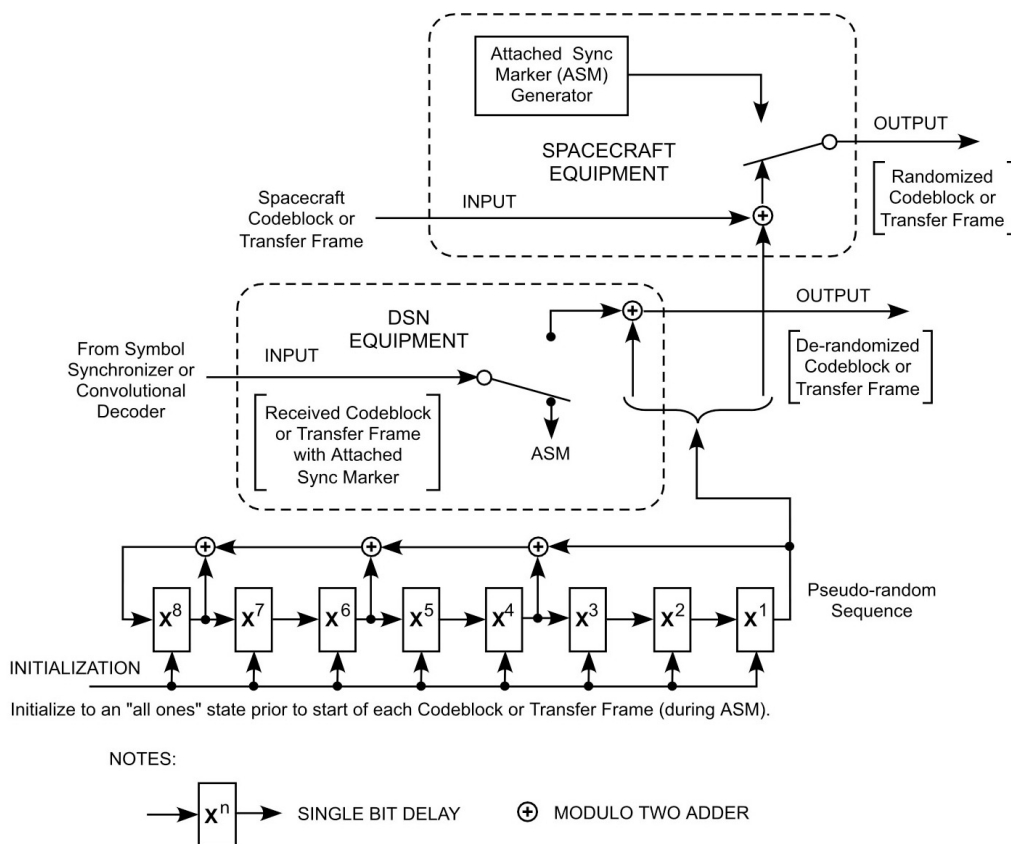 Attached Sync
Marker (ASM)
Generator
SPACECRAFT
EQUIPMENT
OUTPUT
Randomized
Codeblock or
Transfer Frame
Spacecraft
Codeblock or
Transfer Frame
INPUT
DSN
EQUIPMENT
OUTPUT
De-randomized
Codeblock or
Transfer Frame
From Symbol
Synchronizer or
Convolutional
Decoder
INPUT
Received Codeblock
or Transfer Frame
with Attached
Sync Marker
ASM
Pseudo-random
Sequence
X⁸ X⁷ X⁶ X⁵ X⁴ X³ X² X¹
INITIALIZATION
Initialize to an "all ones" state prior to start of each Codeblock or Transfer Frame (during ASM).
NOTES:
Xⁿ SINGLE BIT DELAY MODULO TWO ADDER